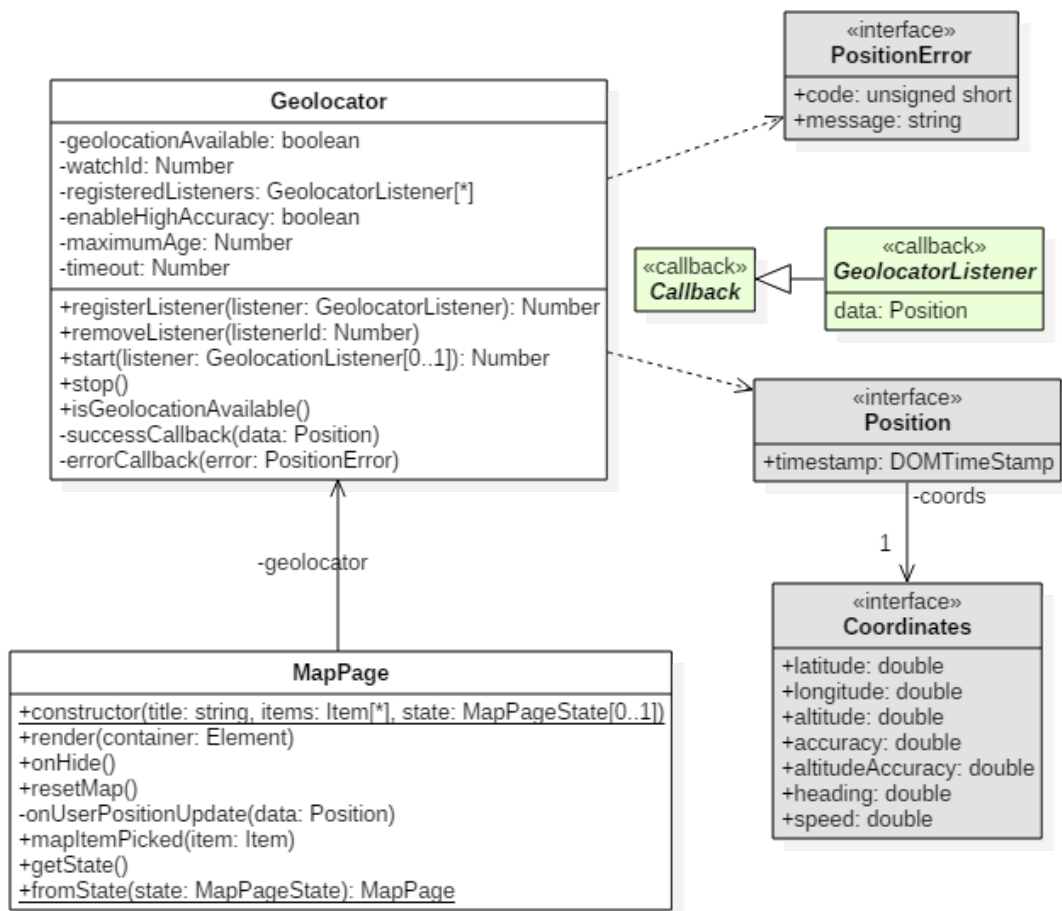 «interface»
PositionError
+code: unsigned short
+message: string
Geolocator
-geolocationAvailable: boolean
-watchId: Number
-registeredListeners: GeolocatorListener[*]
-enableHighAccuracy: boolean
-maximumAge: Number
-timeout: Number
+registerListener(listener: GeolocatorListener): Number
+removeListener(listenerId: Number)
+start(listener: GeolocationListener[0..1]): Number
+stop()
+isGeolocationAvailable()
-successCallback(data: Position)
-errorCallback(error: PositionError)
«callback»
Callback
«callback»
GeolocatorListener
data: Position
«interface»
Position
+timestamp: DOMTimeStamp
-coords
1
-geolocator
«interface»
Coordinates
+latitude: double
+longitude: double
+altitude: double
+accuracy: double
+altitudeAccuracy: double
+heading: double
+speed: double
MapPage
+constructor(title: string, items: Item[*], state: MapPageState[0..1])
+render(container: Element)
+onHide()
+resetMap()
-onUserPositionUpdate(data: Position)
+mapItemPicked(item: Item)
+getState()
+fromState(state: MapPageState): MapPage